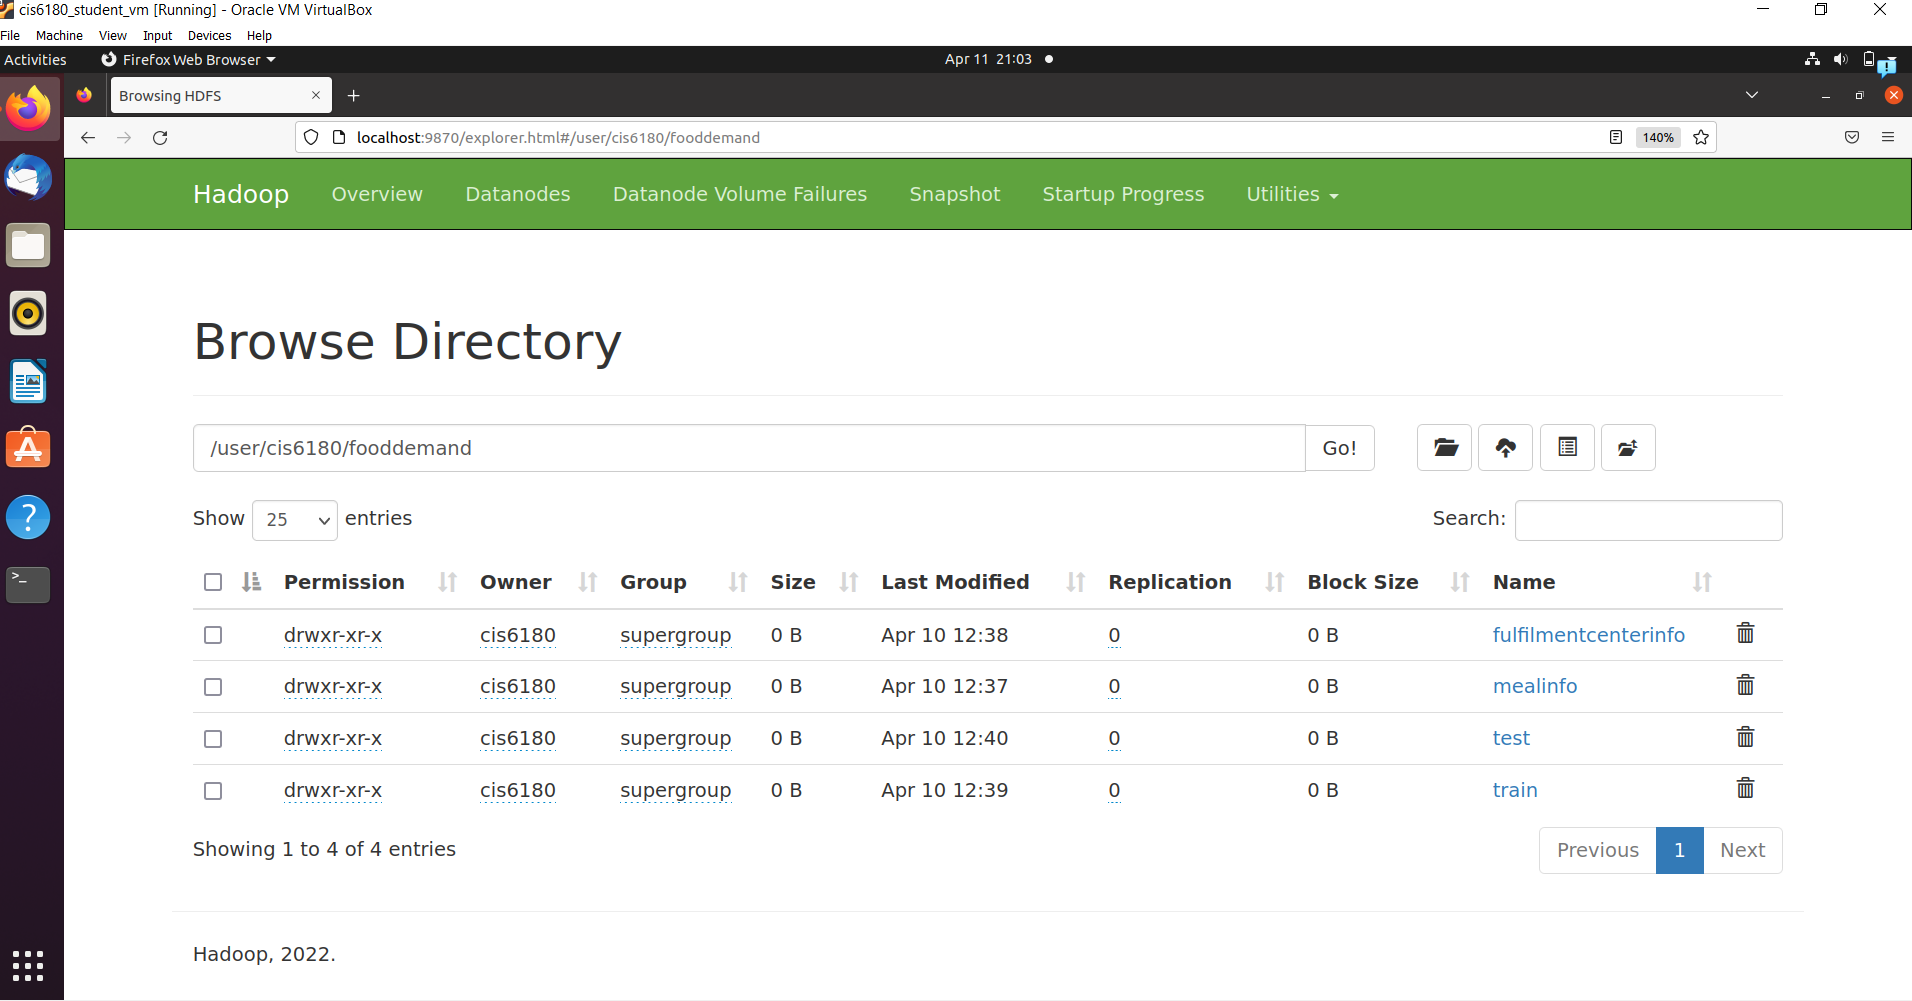 cis6180_student_vm [Running] - Oracle VM VirtualBox
File Machine View Input Devices Help
Activities Firefox Web Browser Apr 11 21:03
Browsing HDFS
localhost:9870/explorer.html#/user/cis6180/fooddemand 140%
Hadoop Overview Datanodes Datanode Volume Failures Snapshot Startup Progress Utilities
Browse Directory
/user/cis6180/fooddemand Go!
Show 25 entries Search:
Permission Owner Group Size Last Modified Replication Block Size Name
drwxr-xr-x cis6180 supergroup 0 B Apr 10 12:38 0 0 B fulfilmentcenterinfo
drwxr-xr-x cis6180 supergroup 0 B Apr 10 12:37 0 0 B mealinfo
drwxr-xr-x cis6180 supergroup 0 B Apr 10 12:40 0 0 B test
drwxr-xr-x cis6180 supergroup 0 B Apr 10 12:39 0 0 B train
Showing 1 to 4 of 4 entries Previous 1 Next
Hadoop, 2022.